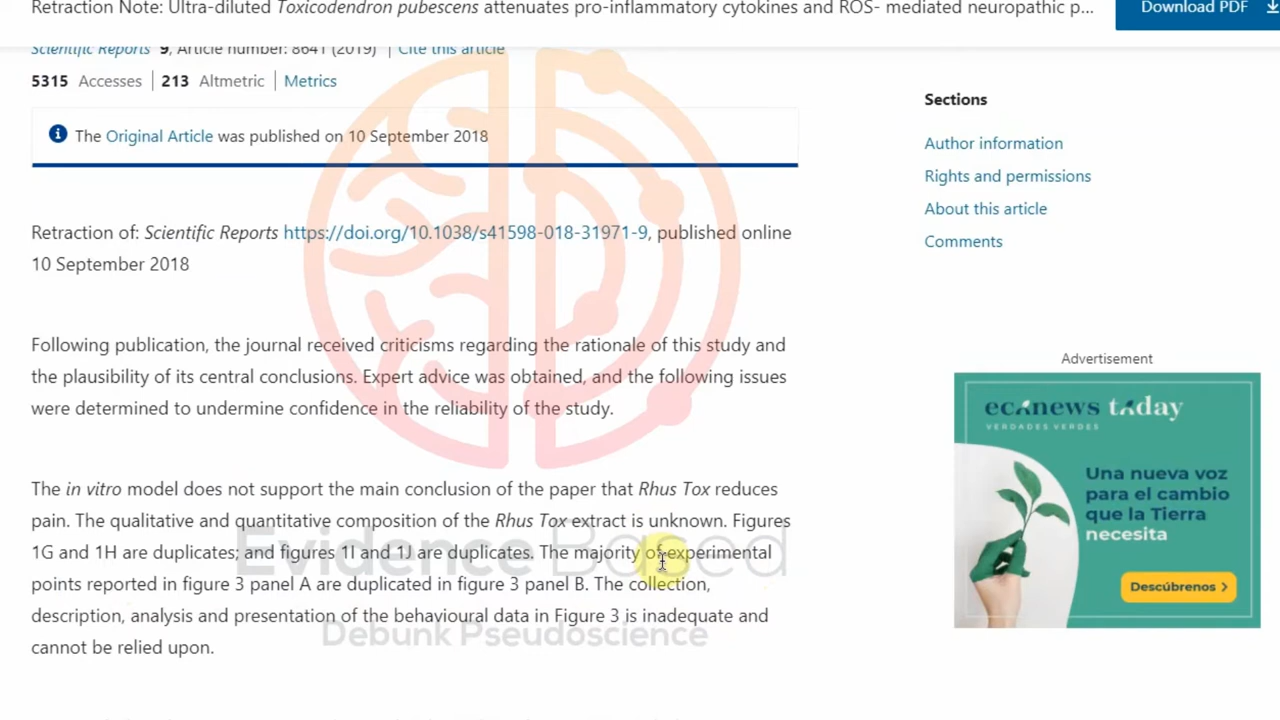 Retraction Note: Ultra-diluted Toxicodendron pubescens attenuates pro-inflammatory cytokines and ROS- mediated neuropathic p...
Download PDF
Scientific Reports 9, Article number: 8641 (2019) | Cite this article
5315 Accesses | 213 Altmetric | Metrics
The Original Article was published on 10 September 2018
Retraction of: Scientific Reports https://doi.org/10.1038/s41598-018-31971-9, published online
10 September 2018
Following publication, the journal received criticisms regarding the rationale of this study and
the plausibility of its central conclusions. Expert advice was obtained, and the following issues
were determined to undermine confidence in the reliability of the study.
The in vitro model does not support the main conclusion of the paper that Rhus Tox reduces
pain. The qualitative and quantitative composition of the Rhus Tox extract is unknown. Figures
1G and 1H are duplicates; and figures 1I and 1J are duplicates. The majority of experimental
points reported in figure 3 panel A are duplicated in figure 3 panel B. The collection,
description, analysis and presentation of the behavioural data in Figure 3 is inadequate and
cannot be relied upon.
Evidence Based
Debunk Pseudoscience
Sections
Author information
Rights and permissions
About this article
Comments
Advertisement
econews today
VERDADES VERDES
Una nueva voz
para el cambio
que la Tierra
necesita
Descúbrenos >